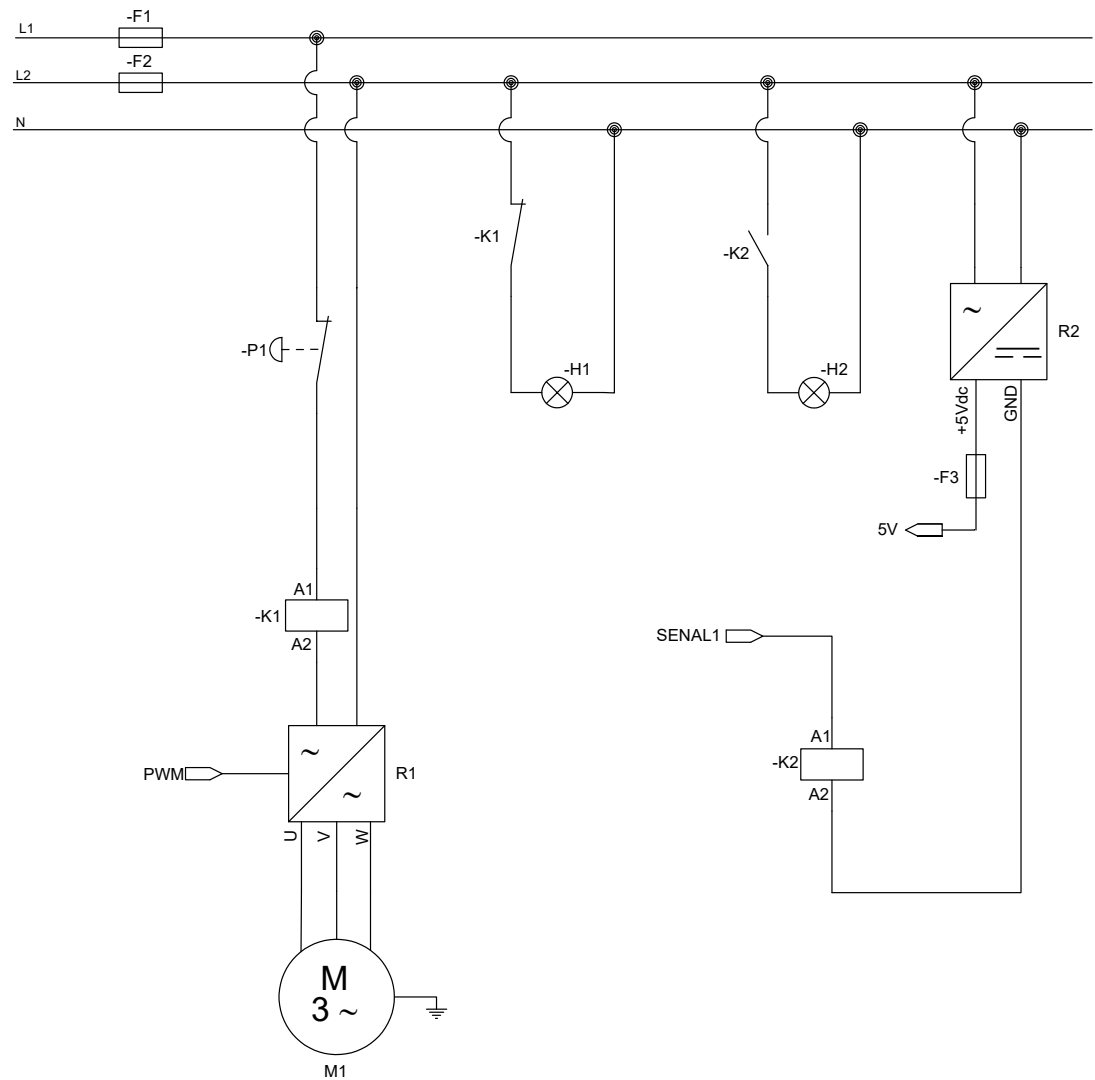 -F1
L1
-F2
L2
N
-K1
-K2
~
R2
-P1
-H1
-H2
+5Vdc
GND
-F3
5V
A1
-K1
A2
SENAL1
~
PWM
~
R1
A1
-K2
A2
U
V
W
M
3 ~
M1